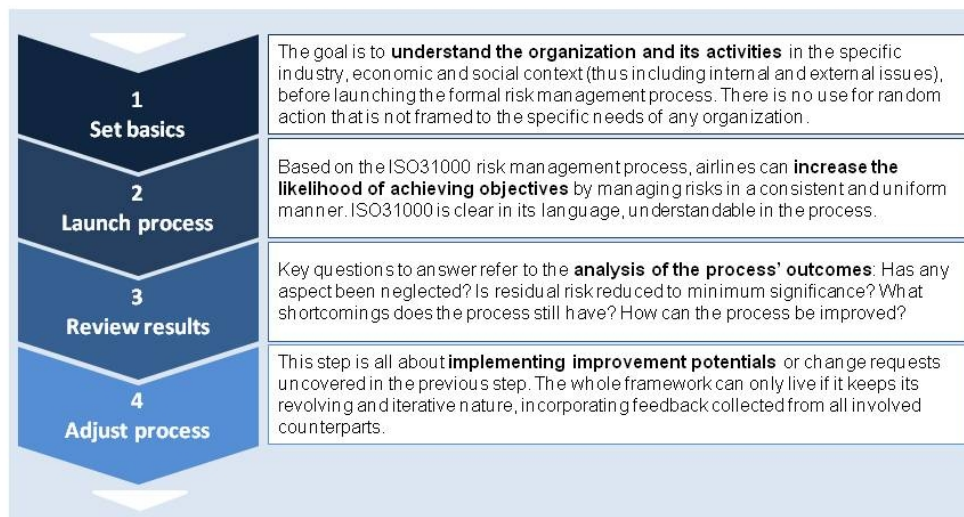 1
Set basics
The goal is to understand the organization and its activities in the specific
industry, economic and social context (thus including internal and external issues),
before launching the formal risk management process. There is no use for random
action that is not framed to the specific needs of any organization.
2
Launch process
Based on the ISO31000 risk management process, airlines can increase the
likelihood of achieving objectives by managing risks in a consistent and uniform
manner. ISO31000 is clear in its language, understandable in the process.
3
Review results
Key questions to answer refer to the analysis of the process' outcomes: Has any
aspect been neglected? Is residual risk reduced to minimum significance? What
shortcomings does the process still have? How can the process be improved?
4
Adjust process
This step is all about implementing improvement potentials or change requests
uncovered in the previous step. The whole framework can only live if it keeps its
revolving and iterative nature, incorporating feedback collected from all involved
counterparts.